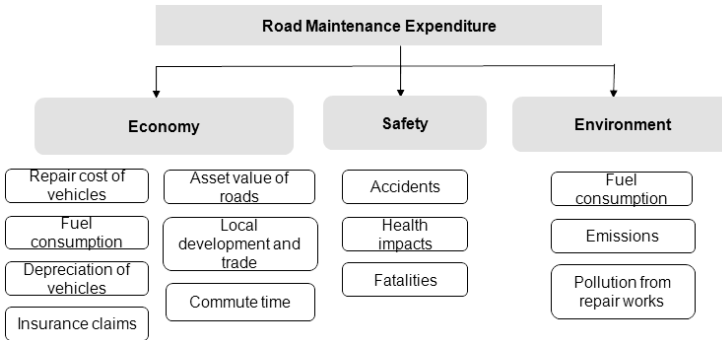 Road Maintenance Expenditure
Economy
Safety
Environment
Repair cost of
vehicles
Fuel
consumption
Depreciation of
vehicles
Insurance claims
Asset value of
roads
Local
development and
trade
Commute time
Accidents
Health
impacts
Fatalities
Fuel
consumption
Emissions
Pollution from
repair works